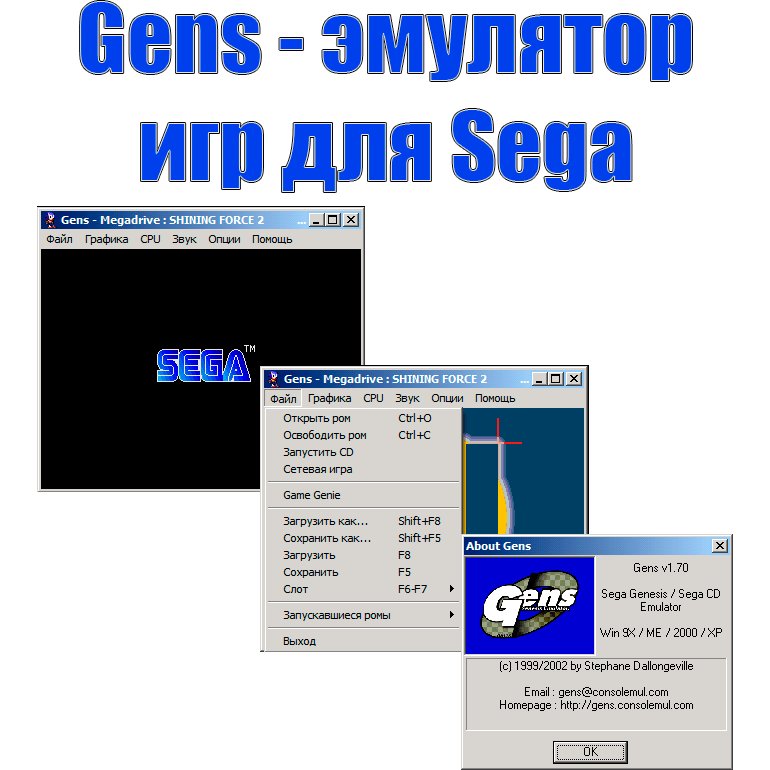 Gens - эмулятор
игр для Sega
Gens - Megadrive : SHINING FORCE 2 ...
Файл Графика CPU Звук Опции Помощь
SEGA™
Gens - Megadrive : SHINING FORCE 2 ...
Файл Графика CPU Звук Опции Помощь
Открыть ром Ctrl+O
Освободить ром Ctrl+C
Запустить CD
Сетевая игра
Game Genie
Загрузить как... Shift+F8
Сохранить как... Shift+F5
Загрузить F8
Сохранить F5
Слот F6-F7
Запускавшиеся ромы
Выход
About Gens
Gens
Genesis Emulator
Gens v1.70
Sega Genesis / Sega CD
Emulator
Win 9X / ME / 2000 / XP
(c) 1999/2002 by Stephane Dallongeville
Email : gens@consolemul.com
Homepage : http://gens.consolemul.com
OK